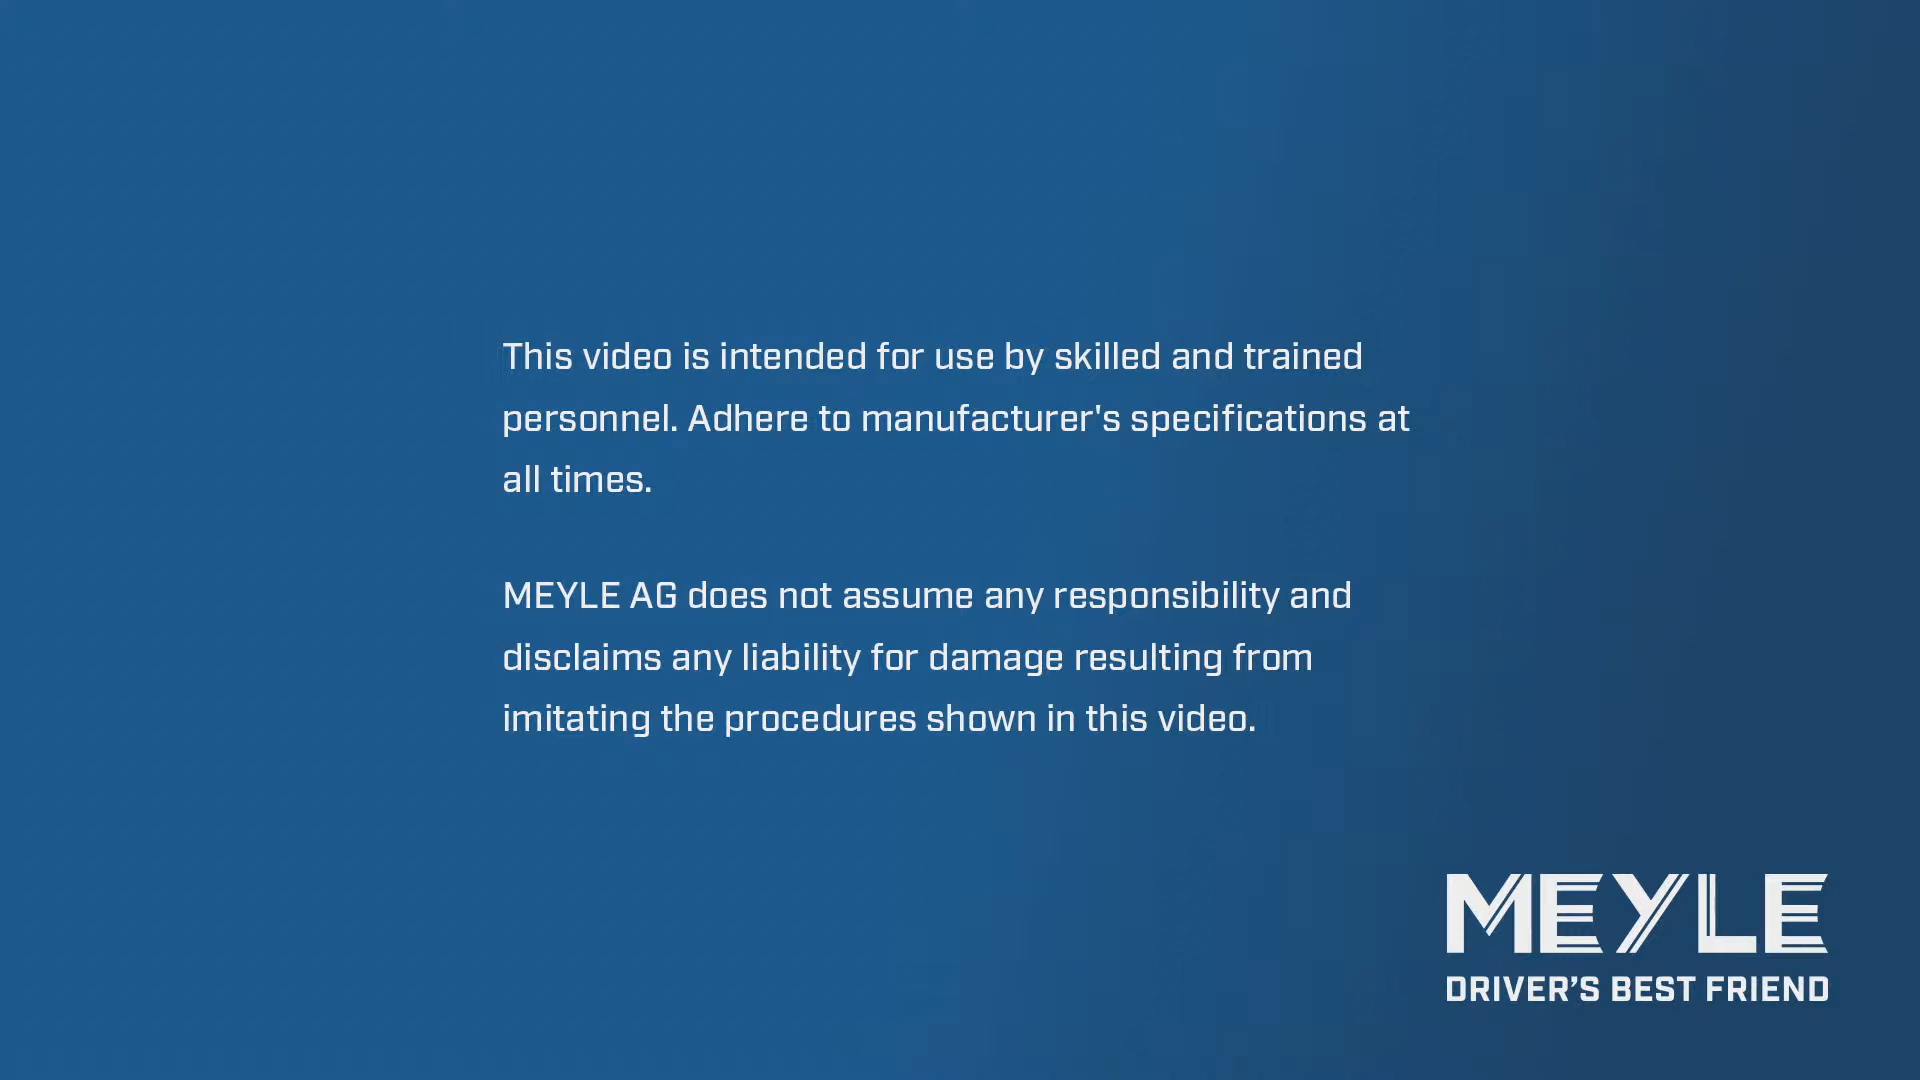 This video is intended for use by skilled and trained
personnel. Adhere to manufacturer's specifications at
all times.
MEYLE AG does not assume any responsibility and
disclaims any liability for damage resulting from
imitating the procedures shown in this video.
MEYLE
DRIVER’S BEST FRIEND